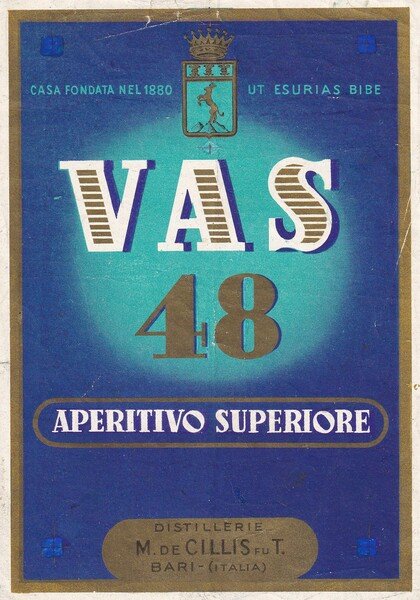 CASA FONDATA NEL 1880 UT ESURIAS BIBE
VAS
48
APERITIVO SUPERIORE
DISTILLERIE
M. DE CILLIS FU T.
BARI - (ITALIA)